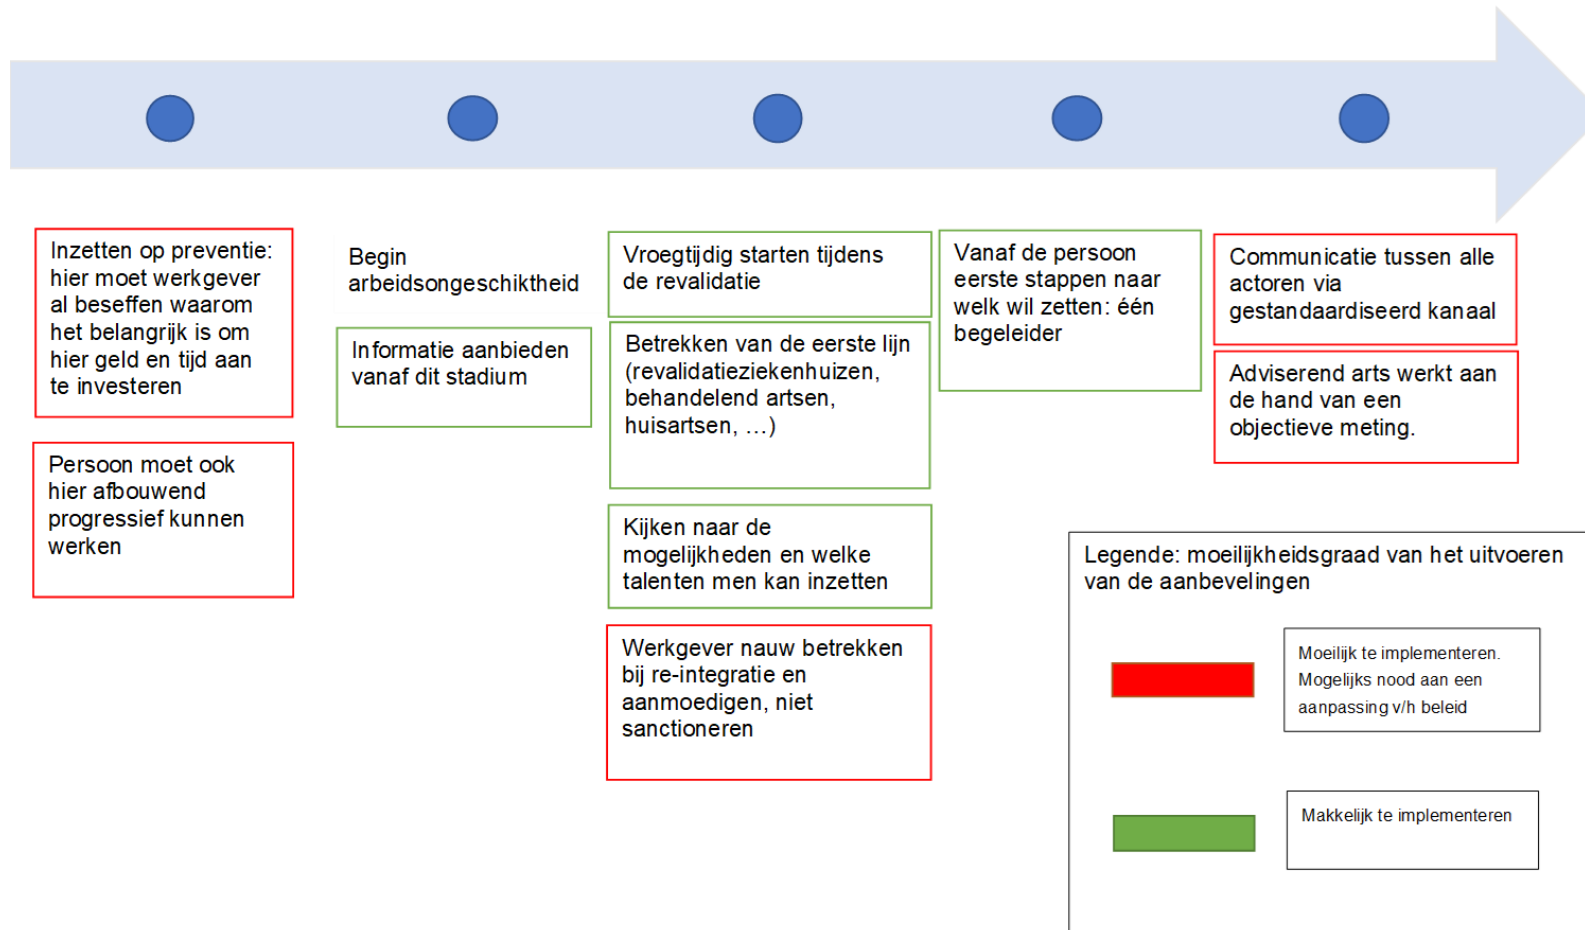 Inzetten op preventie:
hier moet werkgever
al beseffen waarom
het belangrijk is om
hier geld en tijd aan
te investeren
Persoon moet ook
hier afbouwend
progressief kunnen
werken
Begin
arbeidsongeschiktheid
Informatie aanbieden
vanaf dit stadium
Vroegtijdig starten tijdens
de revalidatie
Betrekken van de eerste lijn
(revalidatieziekenhuizen,
behandelend artsen,
huisartsen, …)
Kijken naar de
mogelijkheden en welke
talenten men kan inzetten
Werkgever nauw betrekken
bij re-integratie en
aanmoedigen, niet
sanctioneren
Vanaf de persoon
eerste stappen naar
welk wil zetten: één
begeleider
Communicatie tussen alle
actoren via
gestandaardiseerd kanaal
Adviserend arts werkt aan
de hand van een
objectieve meting.
Legende: moeilijkheidsgraad van het uitvoeren
van de aanbevelingen
Moeilijk te implementeren.
Mogelijks nood aan een
aanpassing v/h beleid
Makkelijk te implementeren